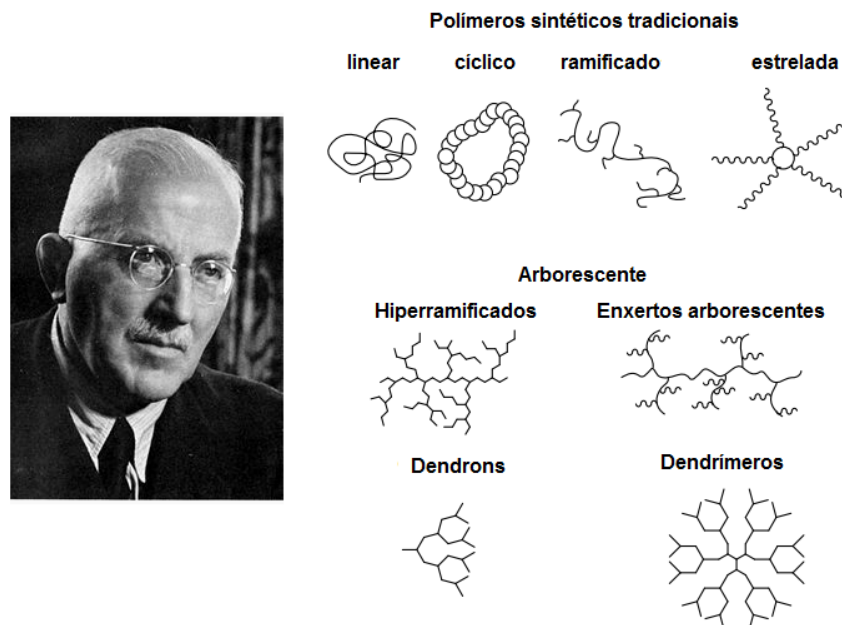 Polímeros sintéticos tradicionais
linear cíclico ramificado estrelada
Arborescente
Hiperramificados Enxertos arborescentes
Dendrons Dendrímeros